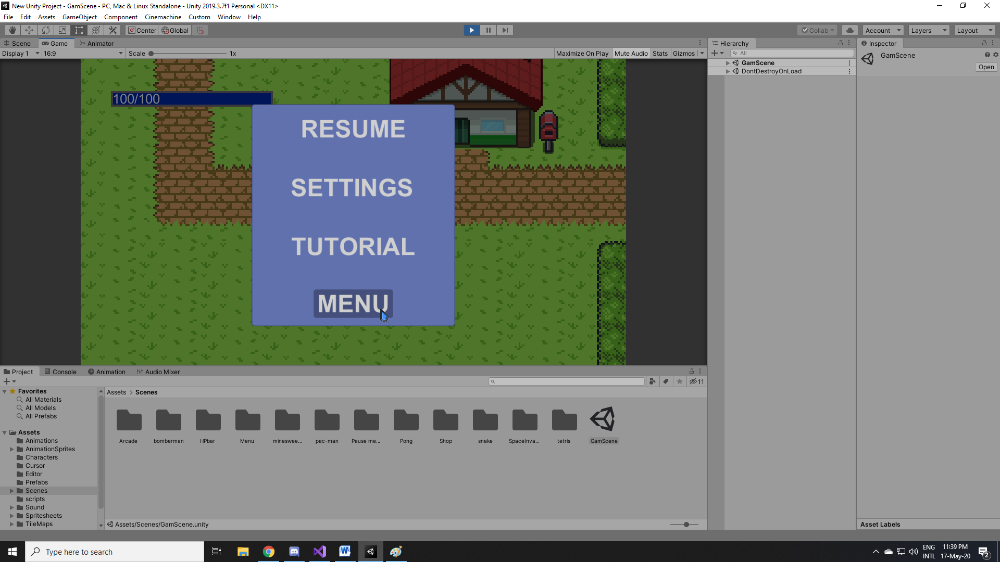 New Unity Project - GamScene - PC, Mac & Linux Standalone - Unity 2019.3.7f1 Personal <DX11>
File Edit Assets GameObject Component Cinemachine Custom Window Help
Center Global Collab Account Layers Layout
Scene Game Animator Hierarchy Inspector
Display 1 16:9 Scale 1x Maximize On Play Mute Audio Stats Gizmos All
GamScene
Open
GamScene
DontDestroyOnLoad
100/100
RESUME
SETTINGS
TUTORIAL
MENU
Project Console Animation Audio Mixer
11
Favorites
All Materials
All Models
All Prefabs
Assets
Animations
AnimationSprites
Characters
Cursor
Editor
Prefabs
Scenes
scripts
Sound
Spritesheets
TileMaps
Assets > Scenes
Arcade bomberman HPbar Menu mineswee... pac-man Pause me... Pong Shop snake SpaceInva... tetris GamScene
Assets/Scenes/GamScene.unity
Asset Labels
Type here to search
ENG
INTL
11:39 PM
17-May-20
2